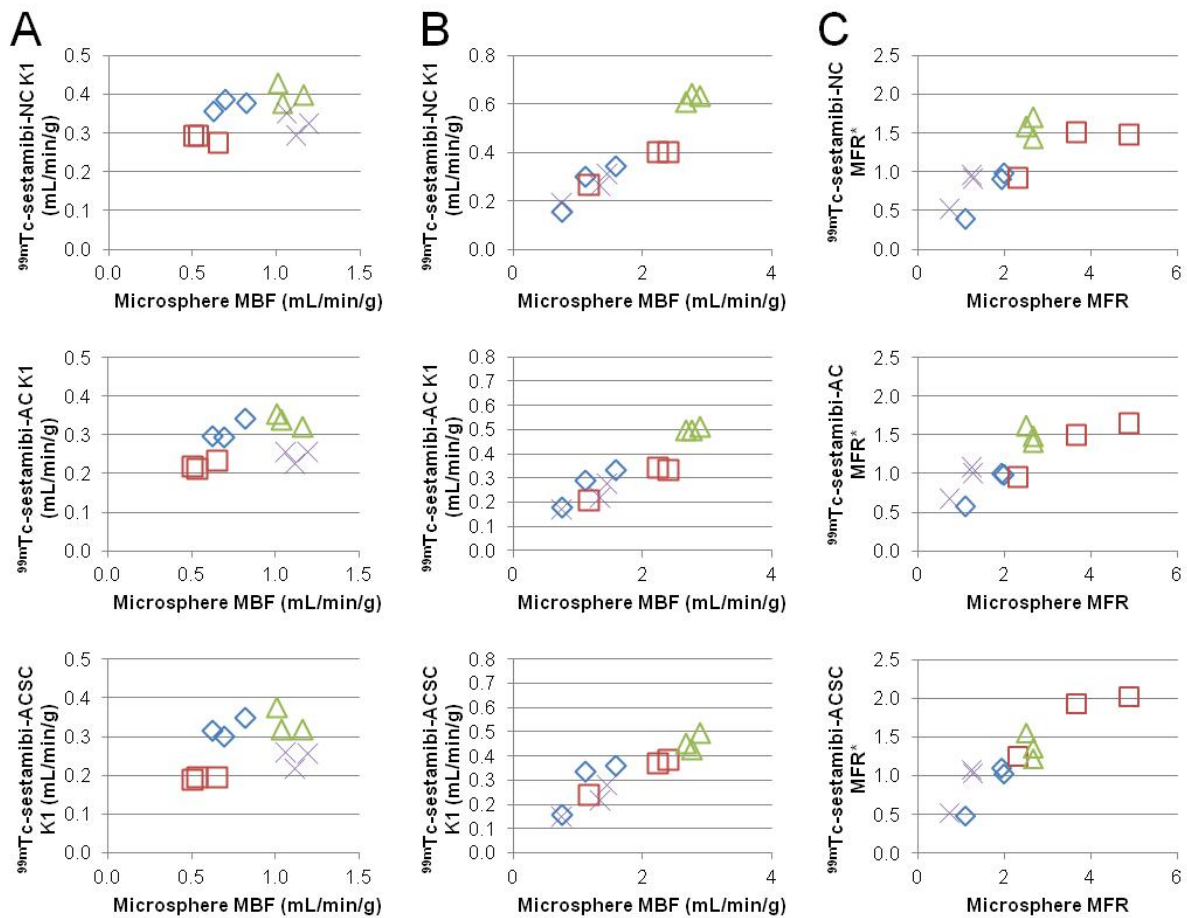 A
B
C
⁹⁹ᵐTc-sestamibi-NC K1
(mL/min/g)
0.5
0.4
0.3
0.2
0.1
0.0
0.0 0.5 1.0 1.5
Microsphere MBF (mL/min/g)
⁹⁹ᵐTc-sestamibi-NC K1
(mL/min/g)
0.8
0.6
0.4
0.2
0.0
0 2 4
Microsphere MBF (mL/min/g)
⁹⁹ᵐTc-sestamibi-NC
MFR*
2.5
2.0
1.5
1.0
0.5
0.0
0 2 4 6
Microsphere MFR
⁹⁹ᵐTc-sestamibi-AC K1
(mL/min/g)
0.5
0.4
0.3
0.2
0.1
0.0
0.0 0.5 1.0 1.5
Microsphere MBF (mL/min/g)
⁹⁹ᵐTc-sestamibi-AC K1
(mL/min/g)
0.8
0.7
0.6
0.5
0.4
0.3
0.2
0.1
0.0
0 2 4
Microsphere MBF (mL/min/g)
⁹⁹ᵐTc-sestamibi-AC
MFR*
2.5
2.0
1.5
1.0
0.5
0.0
0 2 4 6
Microsphere MFR
⁹⁹ᵐTc-sestamibi-ACSC
K1 (mL/min/g)
0.5
0.4
0.3
0.2
0.1
0.0
0.0 0.5 1.0 1.5
Microsphere MBF (mL/min/g)
⁹⁹ᵐTc-sestamibi-ACSC
K1 (mL/min/g)
0.8
0.7
0.6
0.5
0.4
0.3
0.2
0.1
0.0
0 2 4
Microsphere MBF (mL/min/g)
⁹⁹ᵐTc-sestamibi-ACSC
MFR*
2.5
2.0
1.5
1.0
0.5
0.0
0 2 4 6
Microsphere MFR